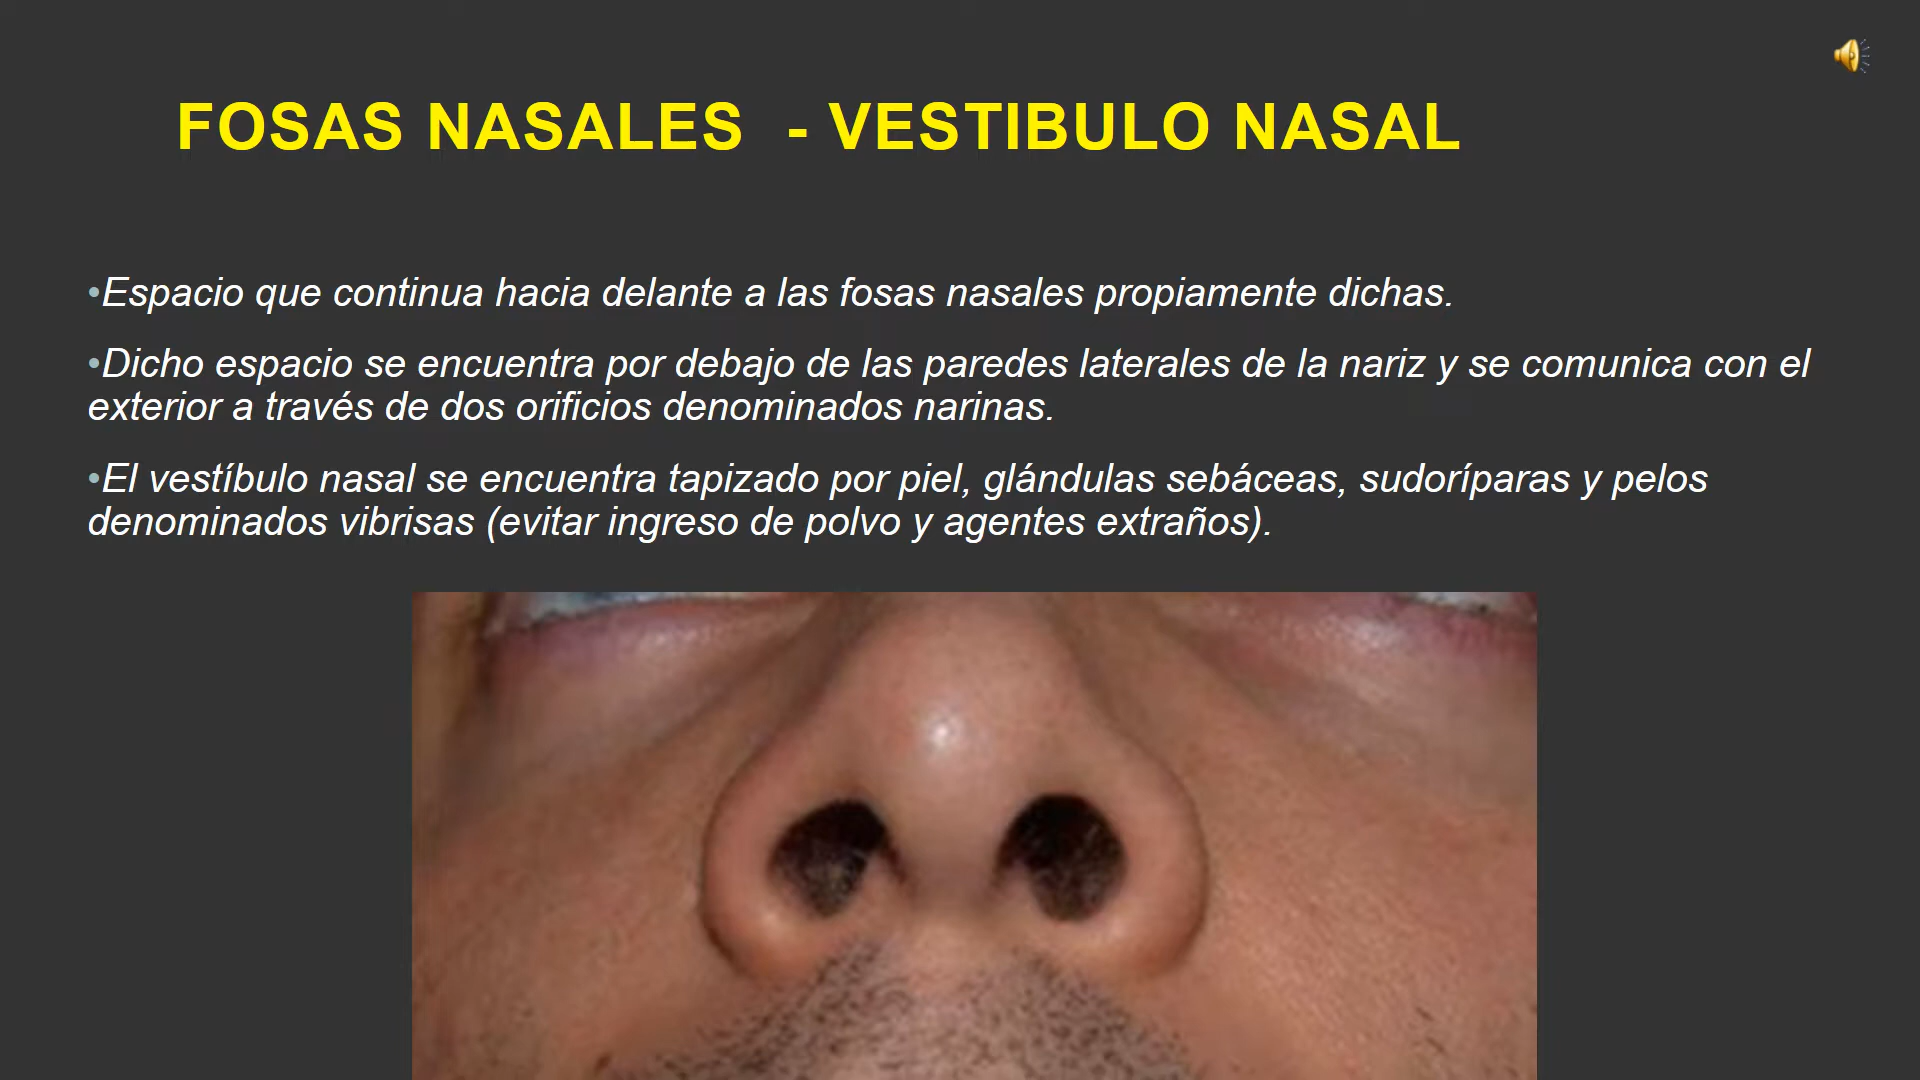 FOSAS NASALES  - VESTIBULO NASAL
•Espacio que continua hacia delante a las fosas nasales propiamente dichas.
•Dicho espacio se encuentra por debajo de las paredes laterales de la nariz y se comunica con el
exterior a través de dos orificios denominados narinas.
•El vestíbulo nasal se encuentra tapizado por piel, glándulas sebáceas, sudoríparas y pelos
denominados vibrisas (evitar ingreso de polvo y agentes extraños).